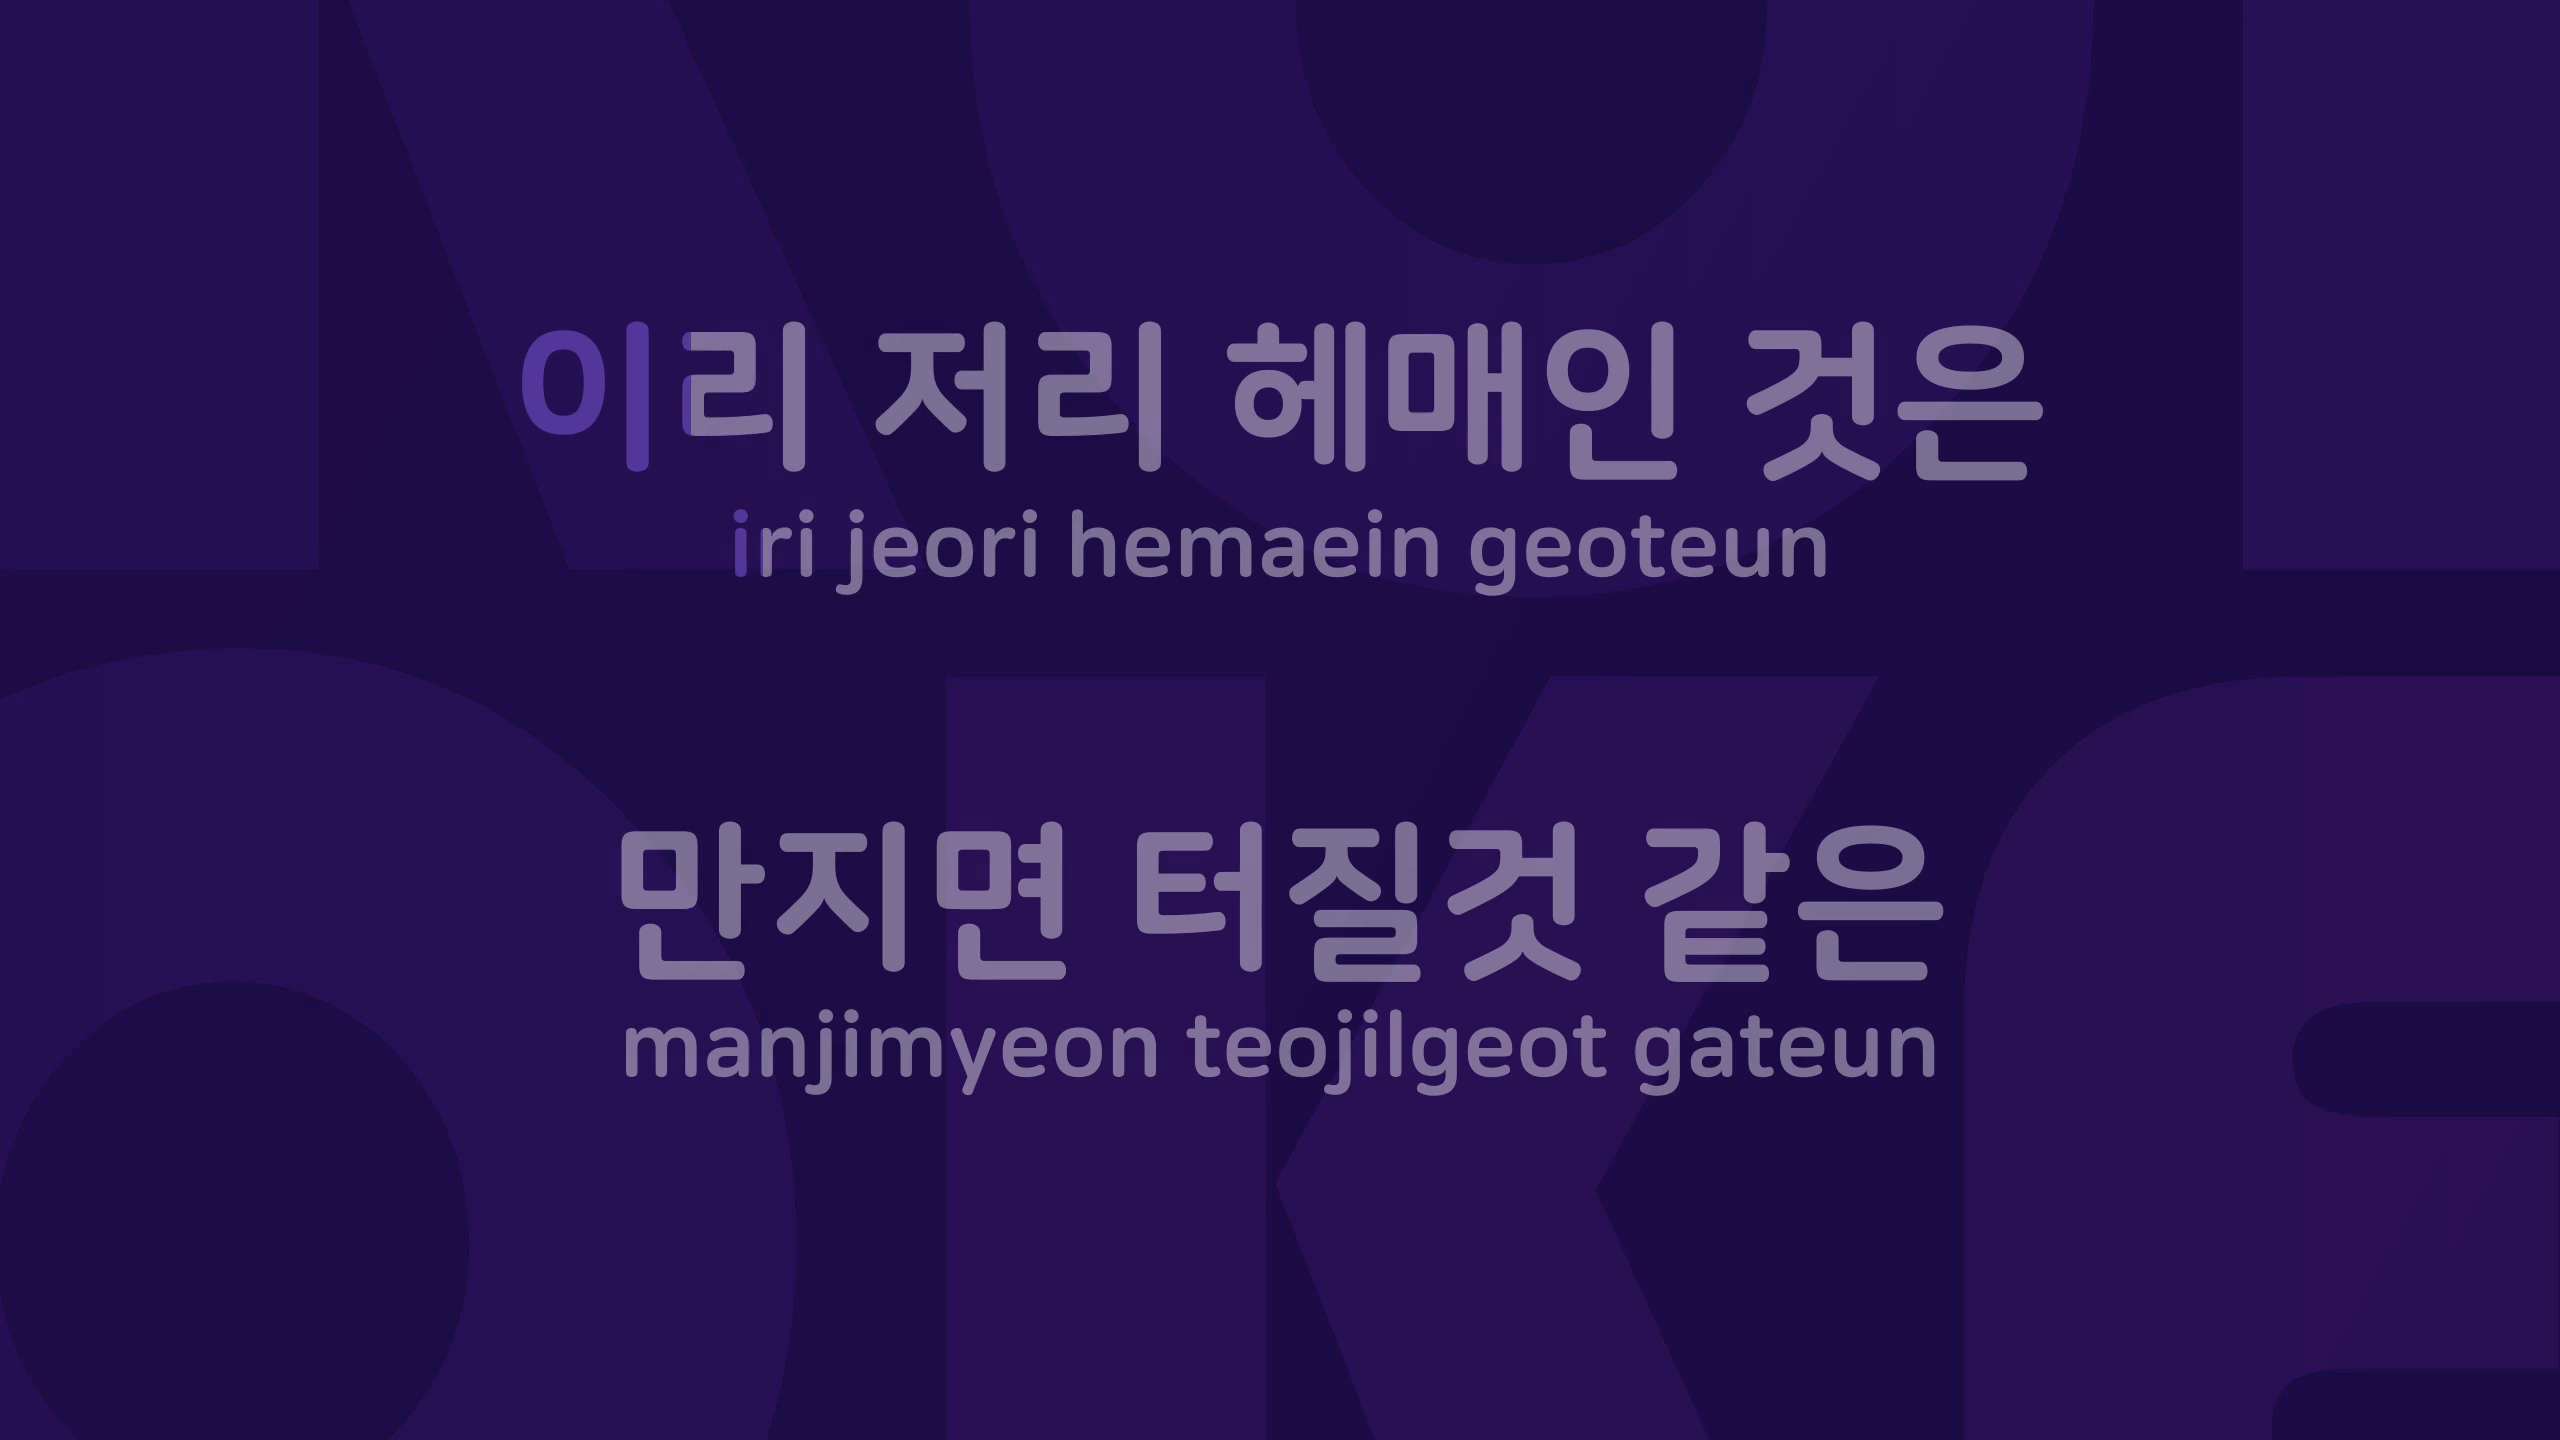 이리 저리 헤매인 것은
iri jeori hemaein geoteun
만지면 터질것 같은
manjimyeon teojilgeot gateun